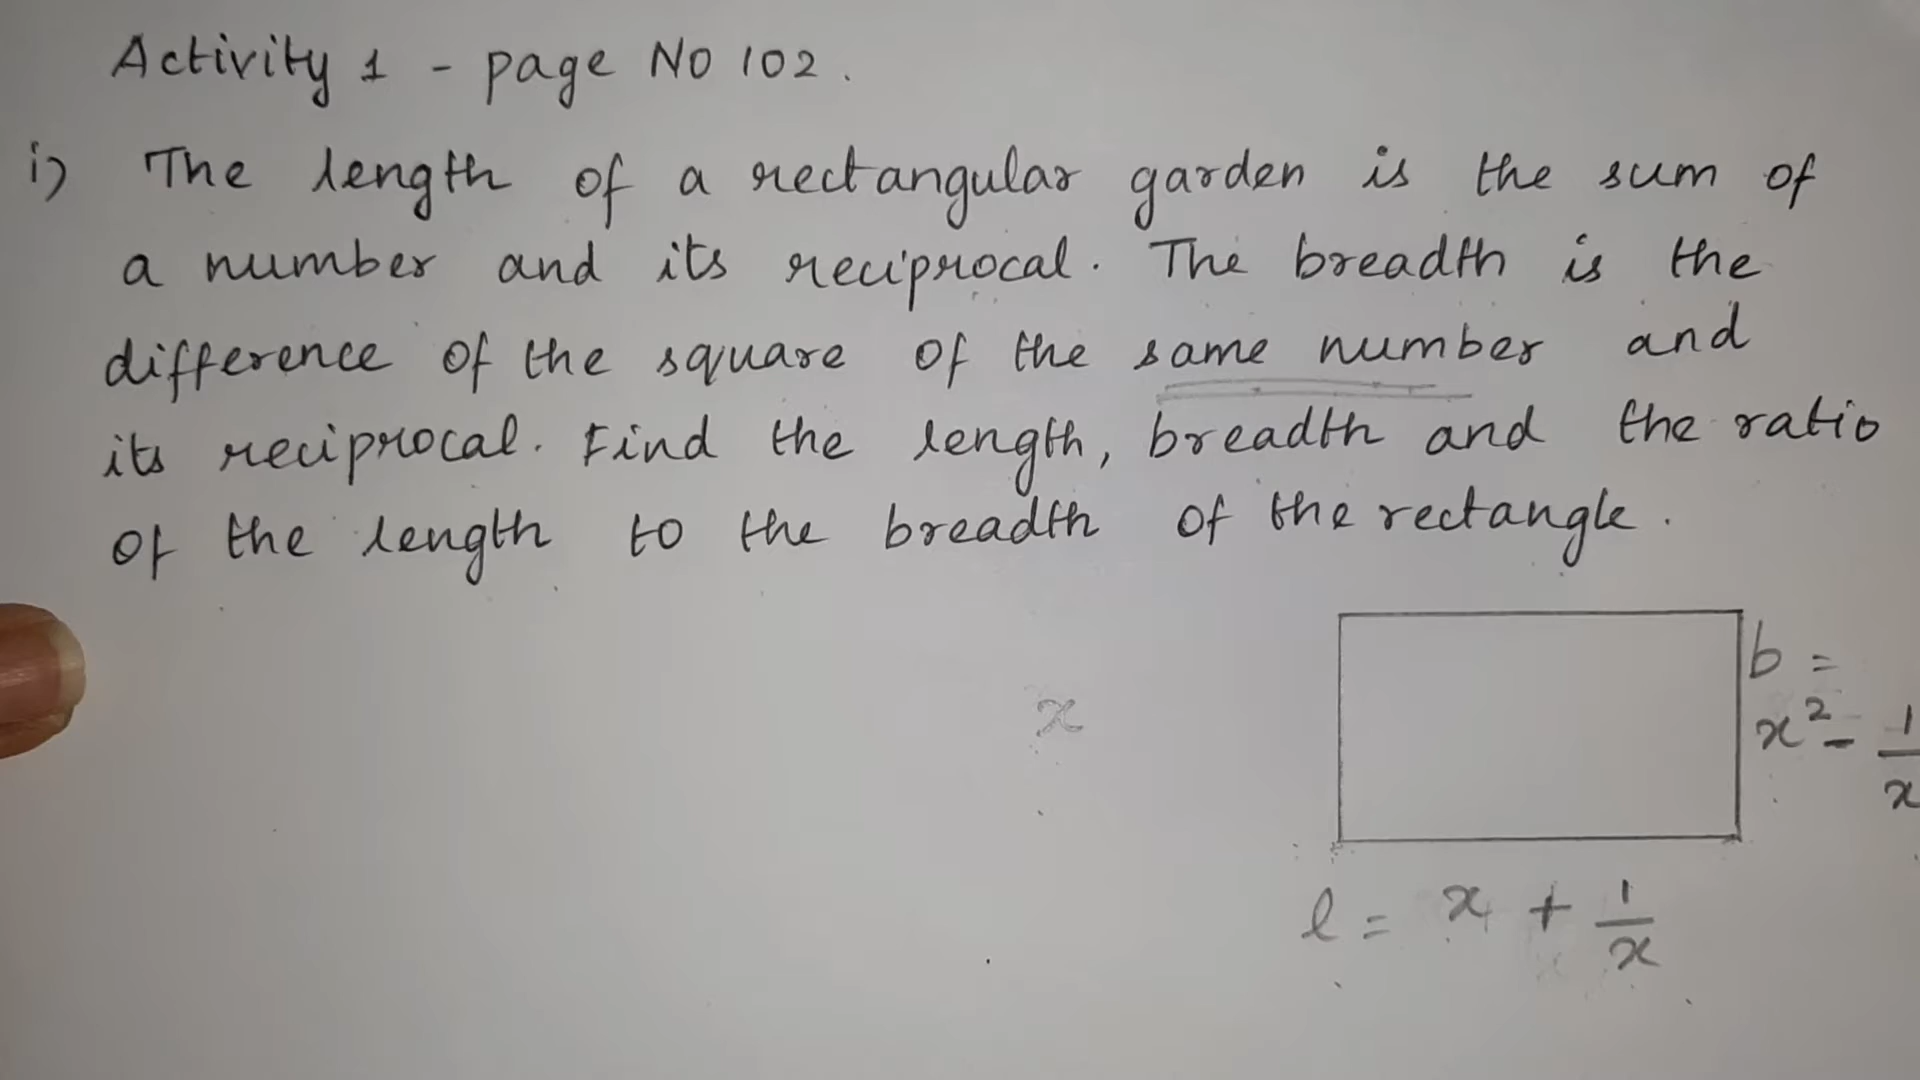 Activity 1 - page No 102.
i) The length of a rectangular garden is the sum of
a number and its reciprocal. The breadth is the
difference of the square of the same number and
its reciprocal. Find the length, breadth and the ratio
of the length to the breadth of the rectangle.
b =
x² - 1/x
x
l = x + 1/x